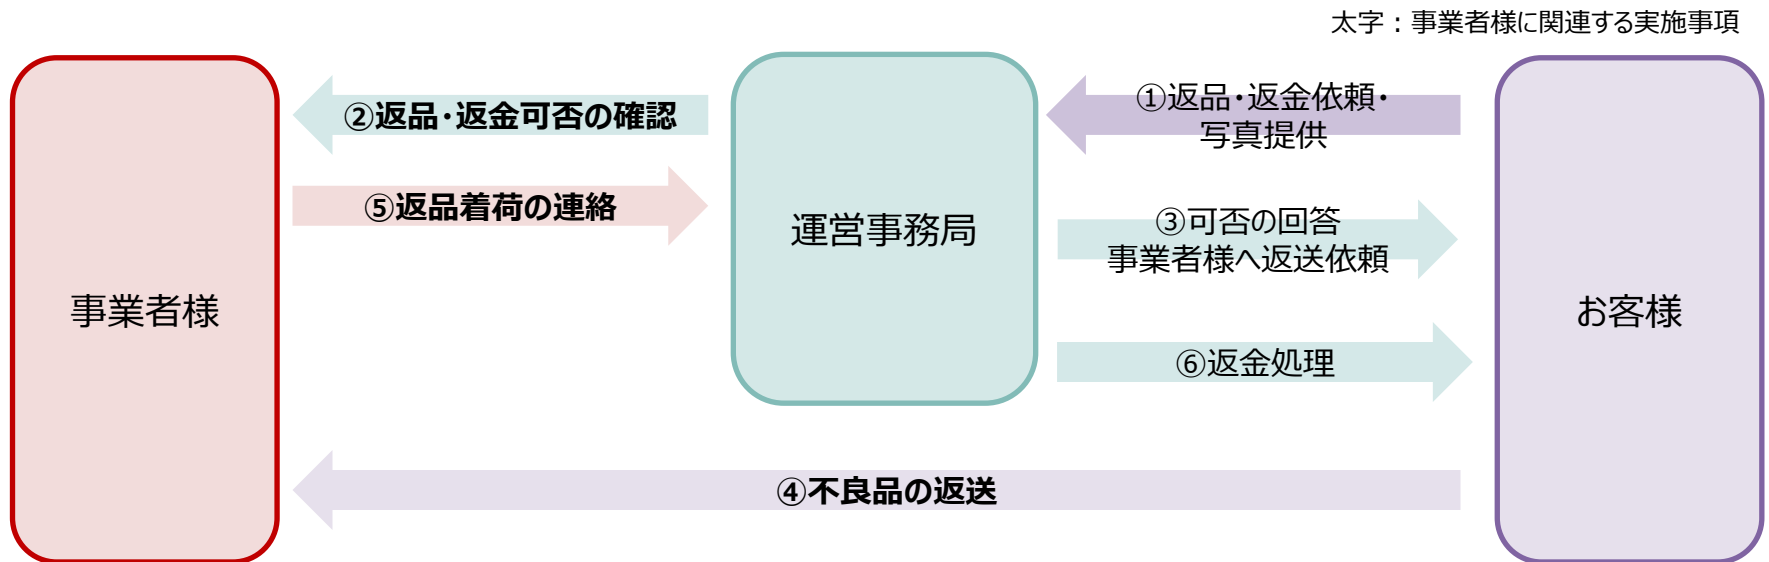 太字：事業者様に関連する実施事項
事業者様
②返品・返金可否の確認
⑤返品着荷の連絡
運営事務局
①返品・返金依頼・
写真提供
③可否の回答
事業者様へ返送依頼
⑥返金処理
お客様
④不良品の返送